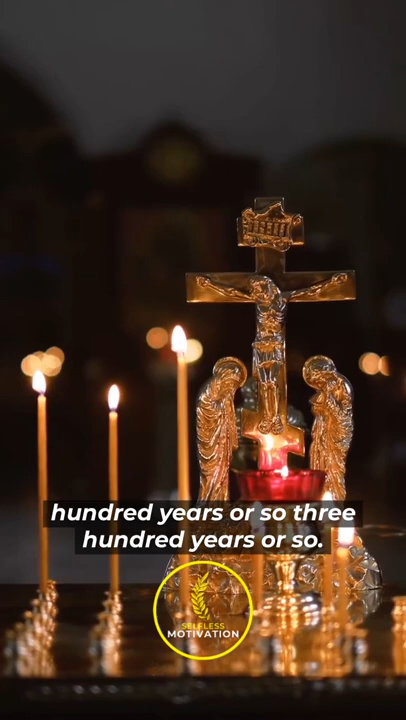 hundred years or so three
hundred years or so.
SELFLESS
MOTIVATION